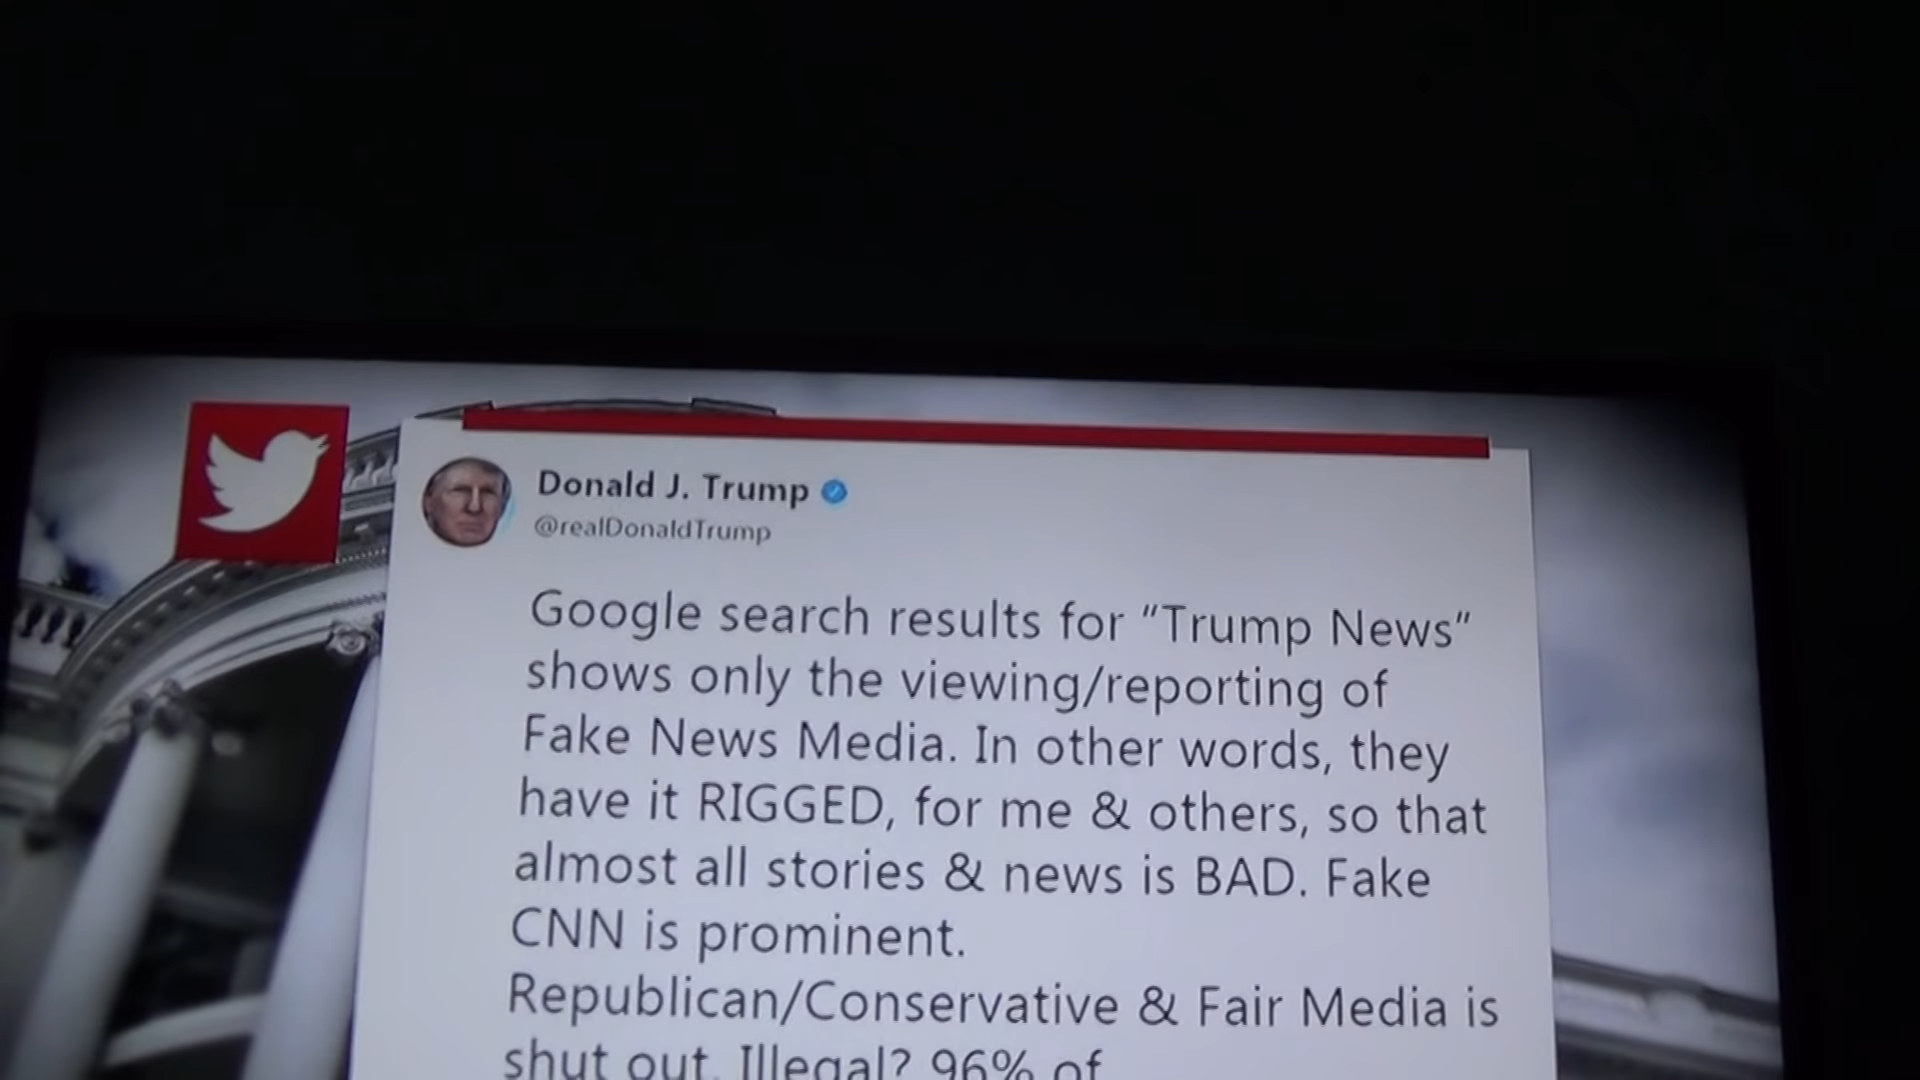 Donald J. Trump
@realDonaldTrump
Google search results for "Trump News"
shows only the viewing/reporting of
Fake News Media. In other words, they
have it RIGGED, for me & others, so that
almost all stories & news is BAD. Fake
CNN is prominent.
Republican/Conservative & Fair Media is
shut out. Illegal? 96% of